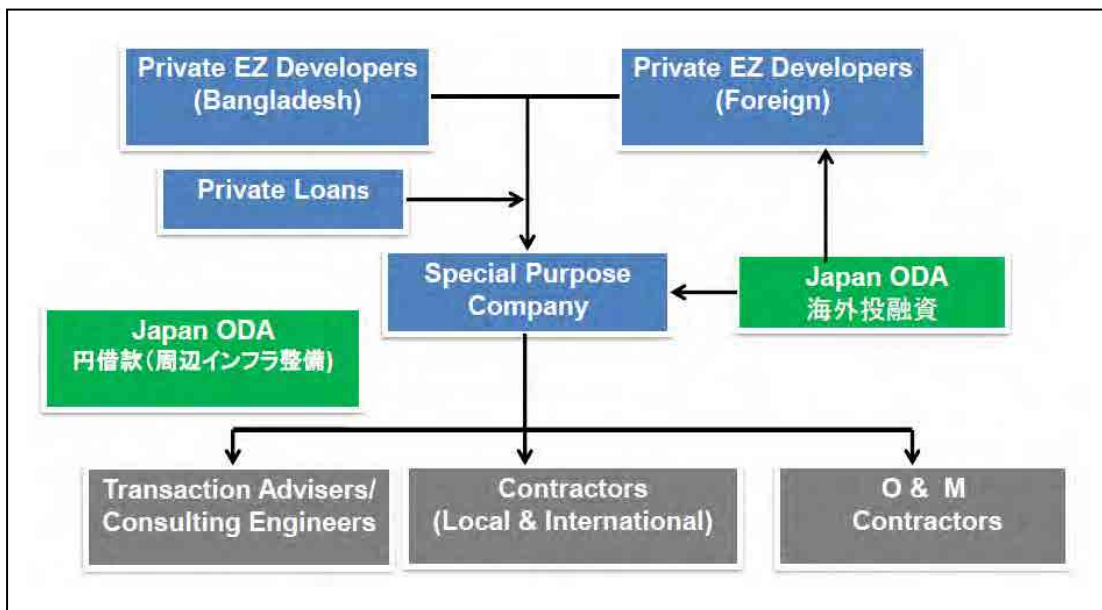 Private EZ Developers
(Bangladesh)
Private EZ Developers
(Foreign)
Private Loans
Special Purpose
Company
Japan ODA
海外投融資
Japan ODA
円借款(周辺インフラ整備)
Transaction Advisers/
Consulting Engineers
Contractors
(Local & International)
O & M
Contractors